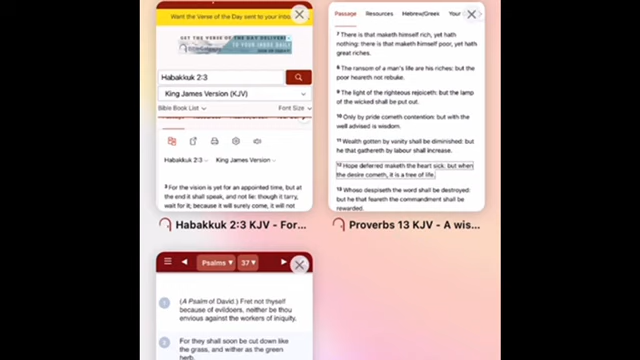 Want the Verse of the Day sent to your inbo
GET THE VERSE OF THE DAY DELIVERED
TO YOUR INBOX DAILY
Habakkuk 2:3
King James Version (KJV)
Bible Book List
Font Size
Habakkuk 2:3
King James Version
3 For the vision is yet for an appointed time, but at
the end it shall speak, and not lie: though it tarry,
wait for it; because it will surely come, it will not
Habakkuk 2:3 KJV - For...
Passage Resources Hebrew/Greek Your
7 There is that maketh himself rich, yet hath
nothing: there is that maketh himself poor, yet hath
great riches.
8 The ransom of a man's life are his riches: but the
poor heareth not rebuke.
9 The light of the righteous rejoiceth: but the lamp
of the wicked shall be put out.
10 Only by pride cometh contention: but with the
well advised is wisdom.
11 Wealth gotten by vanity shall be diminished: but
he that gathereth by labour shall increase.
12 Hope deferred maketh the heart sick: but when
the desire cometh, it is a tree of life.
13 Whoso despiseth the word shall be destroyed:
but he that feareth the commandment shall be
rewarded.
Proverbs 13 KJV - A wis...
Psalms 37
1 (A Psalm of David.) Fret not thyself
because of evildoers, neither be thou
envious against the workers of iniquity.
2 For they shall soon be cut down like
the grass, and wither as the green
herb.